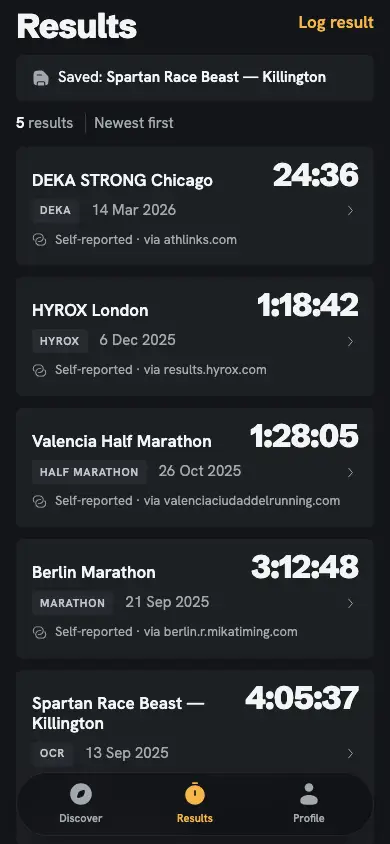 Results
Log result
Saved: Spartan Race Beast — Killington
5 results
Newest first
DEKA STRONG Chicago
24:36
DEKA
14 Mar 2026
Self-reported · via athlinks.com
HYROX London
1:18:42
HYROX
6 Dec 2025
Self-reported · via results.hyrox.com
Valencia Half Marathon
1:28:05
HALF MARATHON
26 Oct 2025
Self-reported · via valenciaciudaddelrunning.com
Berlin Marathon
3:12:48
MARATHON
21 Sep 2025
Self-reported · via berlin.r.mikatiming.com
Spartan Race Beast —
Killington
4:05:37
OCR
13 Sep 2025
Discover
Results
Profile